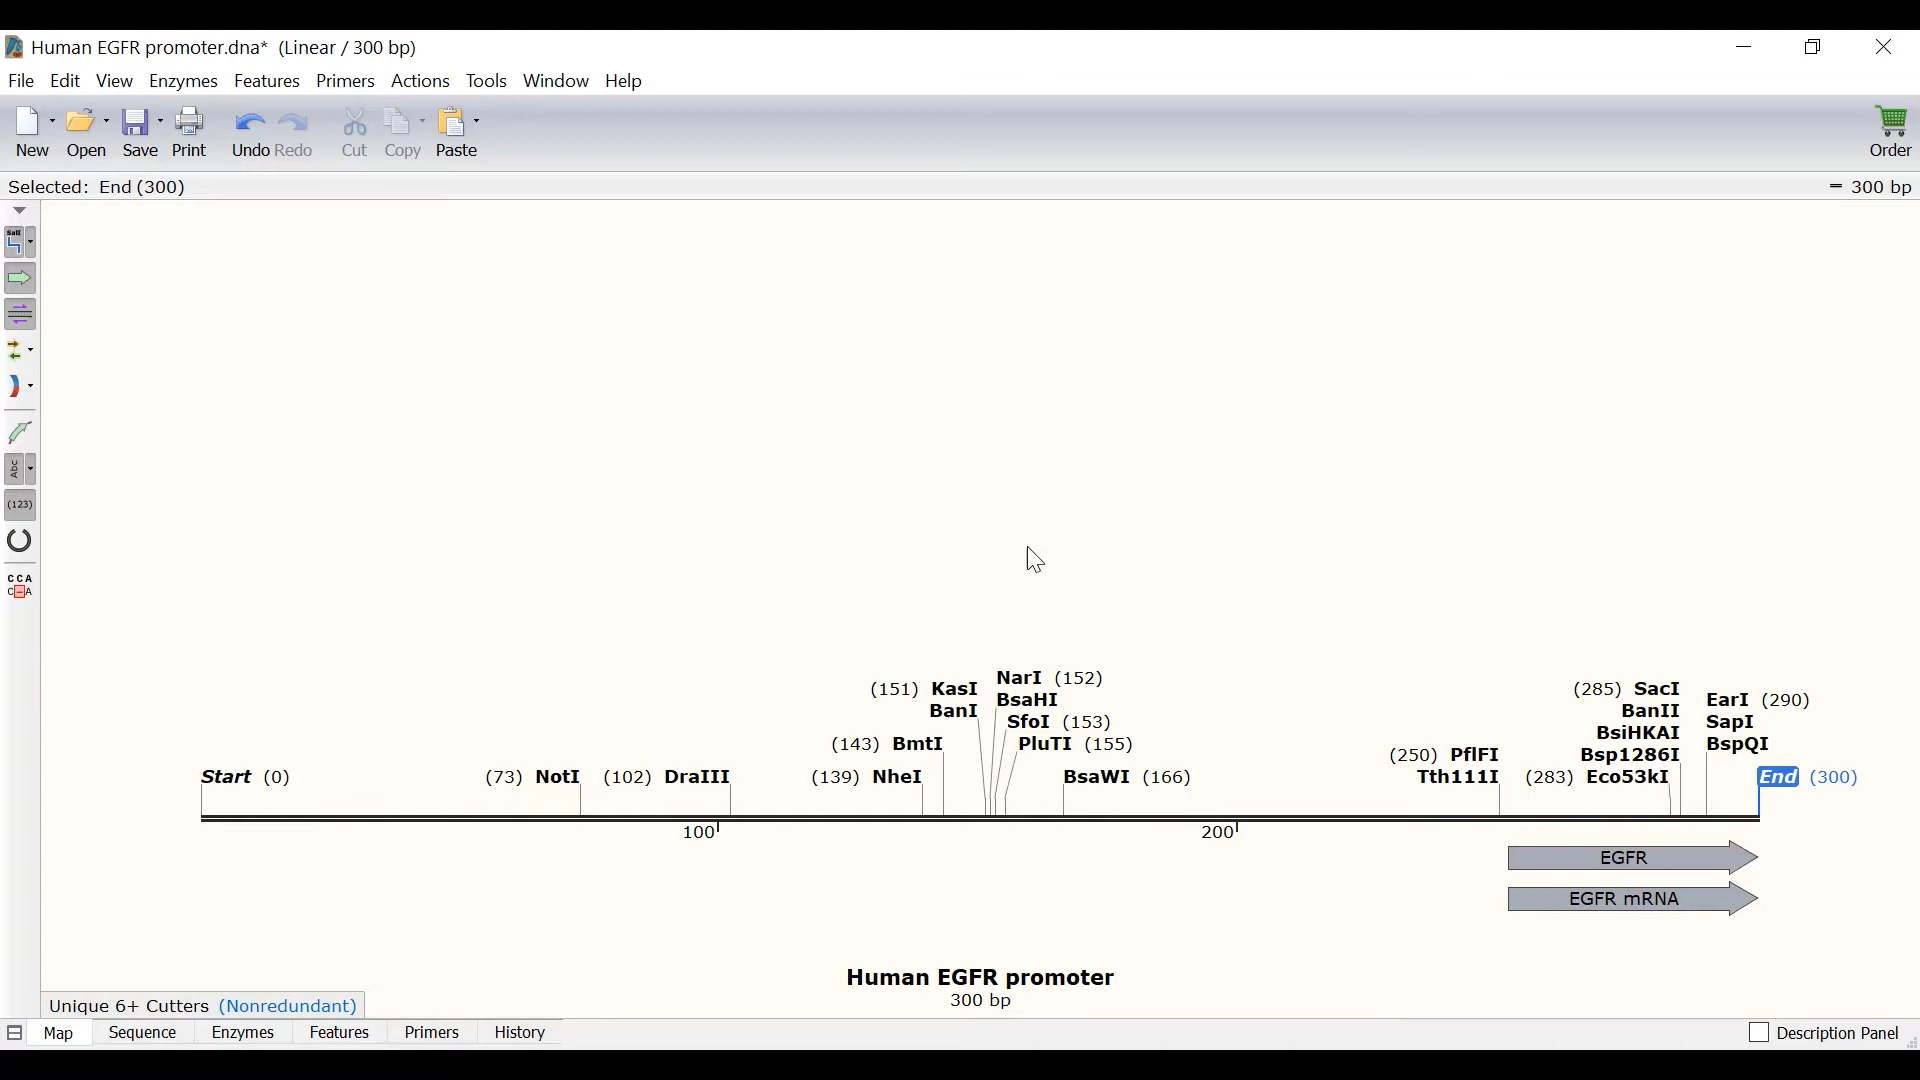 Human EGFR promoter.dna*  (Linear / 300 bp)
File Edit View Enzymes Features Primers Actions Tools Window Help
New Open Save Print Undo Redo Cut Copy Paste Order
Selected:  End (300)
= 300 bp
SalI
Abc
(123)
CCA
C–A
NarI (152)
(151) KasI
(285) SacI
BsaHI
EarI (290)
BanI
BanII
SfoI (153)
SapI
BsiHKAI
(143) BmtI
PluTI (155)
BspQI
(250) PflFI
Bsp1286I
Start (0)
(73) NotI
(102) DraIII
(139) NheI
BsaWI (166)
Tth111I
(283) Eco53kI
End (300)
100
200
EGFR
EGFR mRNA
Human EGFR promoter
300 bp
Unique 6+ Cutters (Nonredundant)
Map Sequence Enzymes Features Primers History
Description Panel